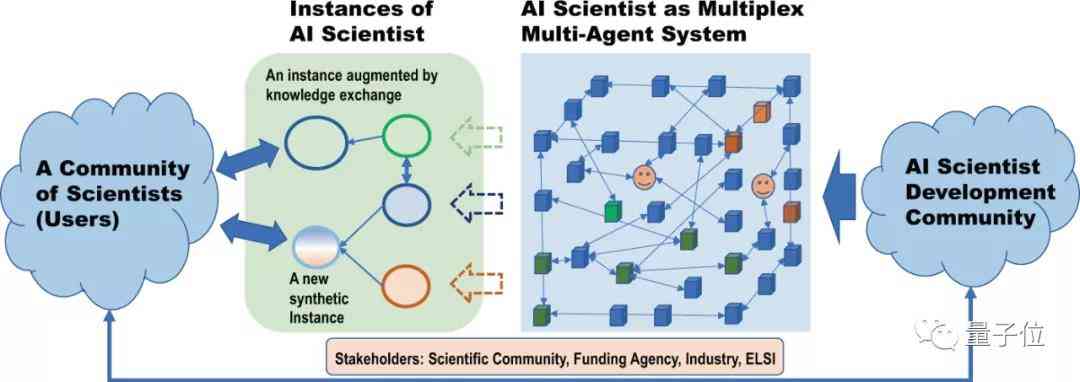 Instances of
AI Scientist
AI Scientist as Multiplex
Multi-Agent System
An instance augmented by
knowledge exchange
A Community
of Scientists
(Users)
A new
synthetic
Instance
AI Scientist
Development
Community
Stakeholders: Scientific Community, Funding Agency, Industry, ELSI
量子位